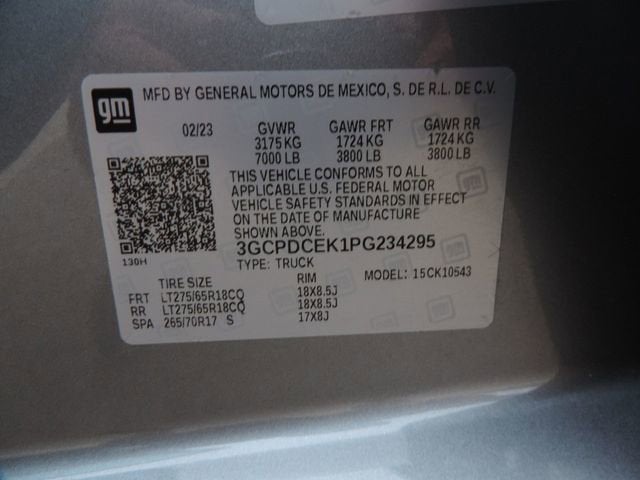 gm
MFD BY GENERAL MOTORS DE MEXICO, S. DE R.L. DE C.V.
02/23 GVWR GAWR FRT GAWR RR
3175 KG 1724 KG 1724 KG
7000 LB 3800 LB 3800 LB
THIS VEHICLE CONFORMS TO ALL
APPLICABLE U.S. FEDERAL MOTOR
VEHICLE SAFETY STANDARDS IN EFFECT
ON THE DATE OF MANUFACTURE
SHOWN ABOVE.
3GCPDCEK1PG234295
130H
TYPE: TRUCK MODEL: 15CK10543
TIRE SIZE RIM
FRT LT275/65R18CQ 18X8.5J
RR LT275/65R18CQ 18X8.5J
SPA 265/70R17 S 17X8J